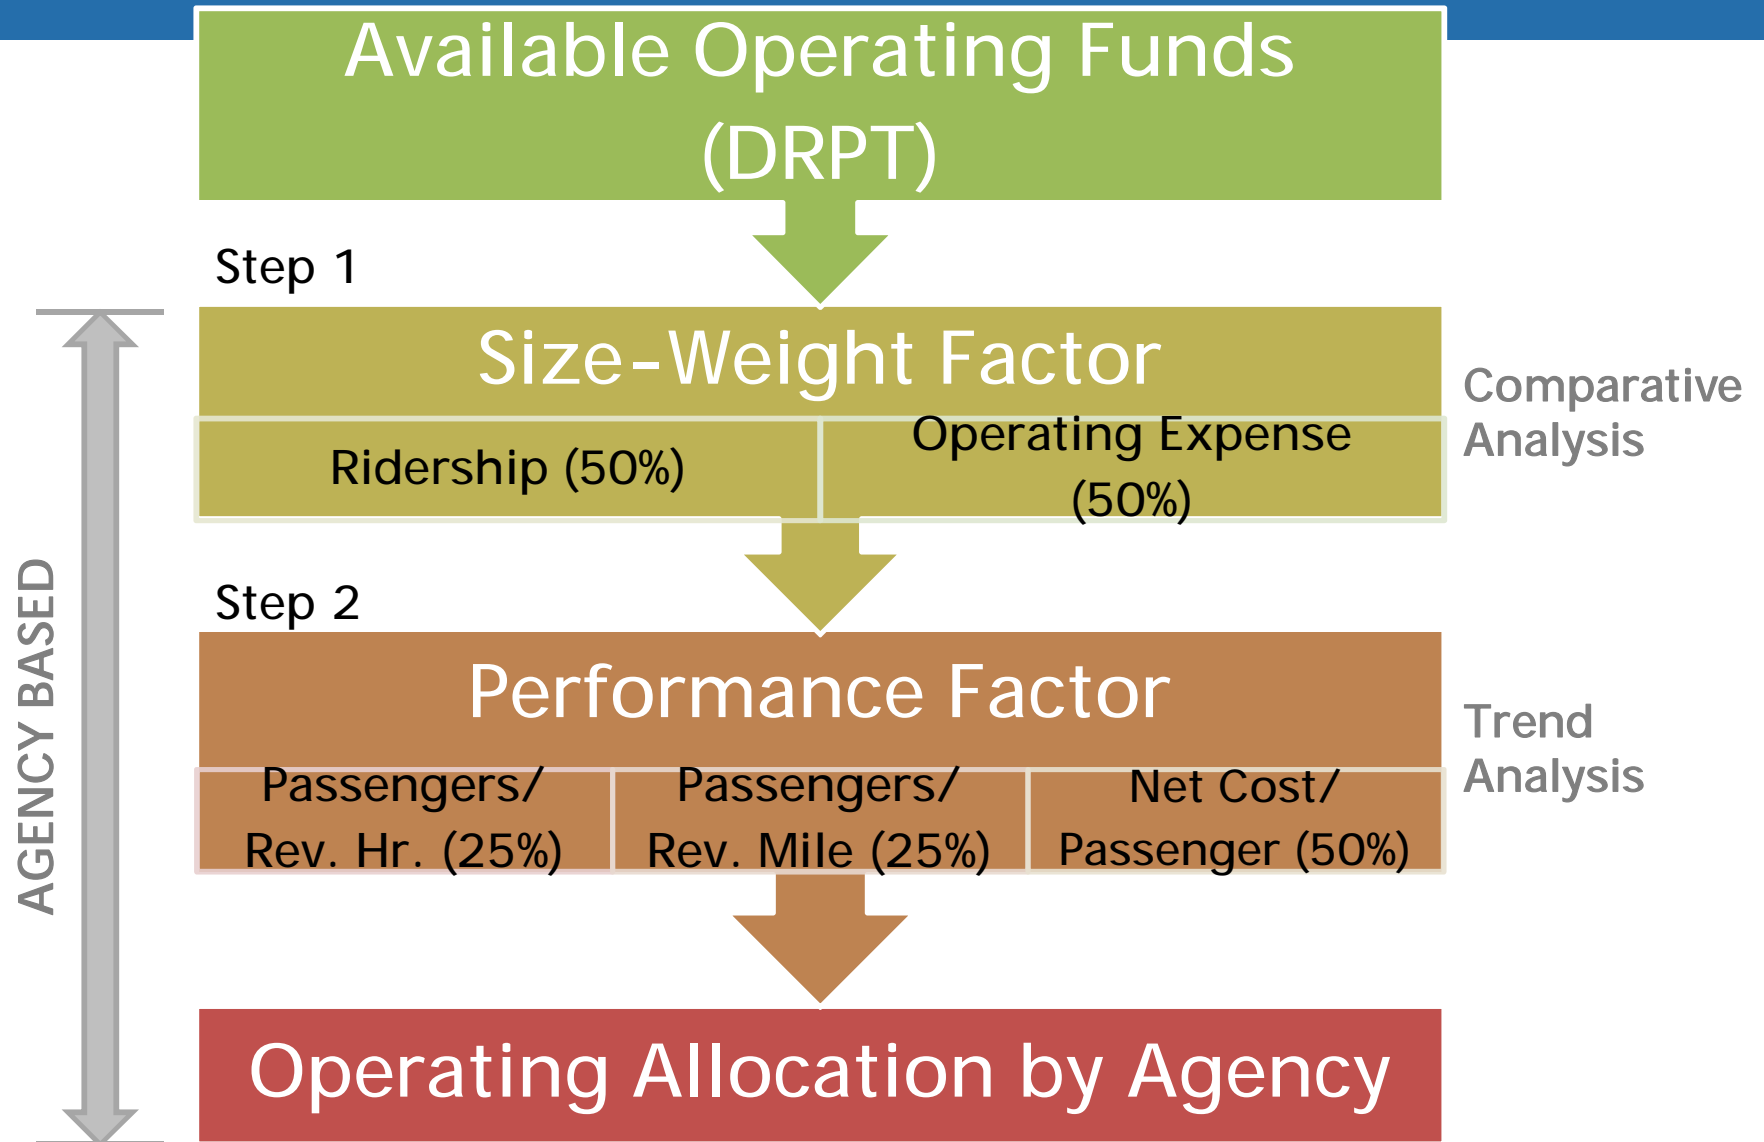 Available Operating Funds
(DRPT)
Step 1
Size-Weight Factor
Ridership (50%)
Operating Expense
(50%)
Comparative
Analysis
Step 2
Performance Factor
Passengers/
Rev. Hr. (25%)
Passengers/
Rev. Mile (25%)
Net Cost/
Passenger (50%)
Trend
Analysis
AGENCY BASED
Operating Allocation by Agency